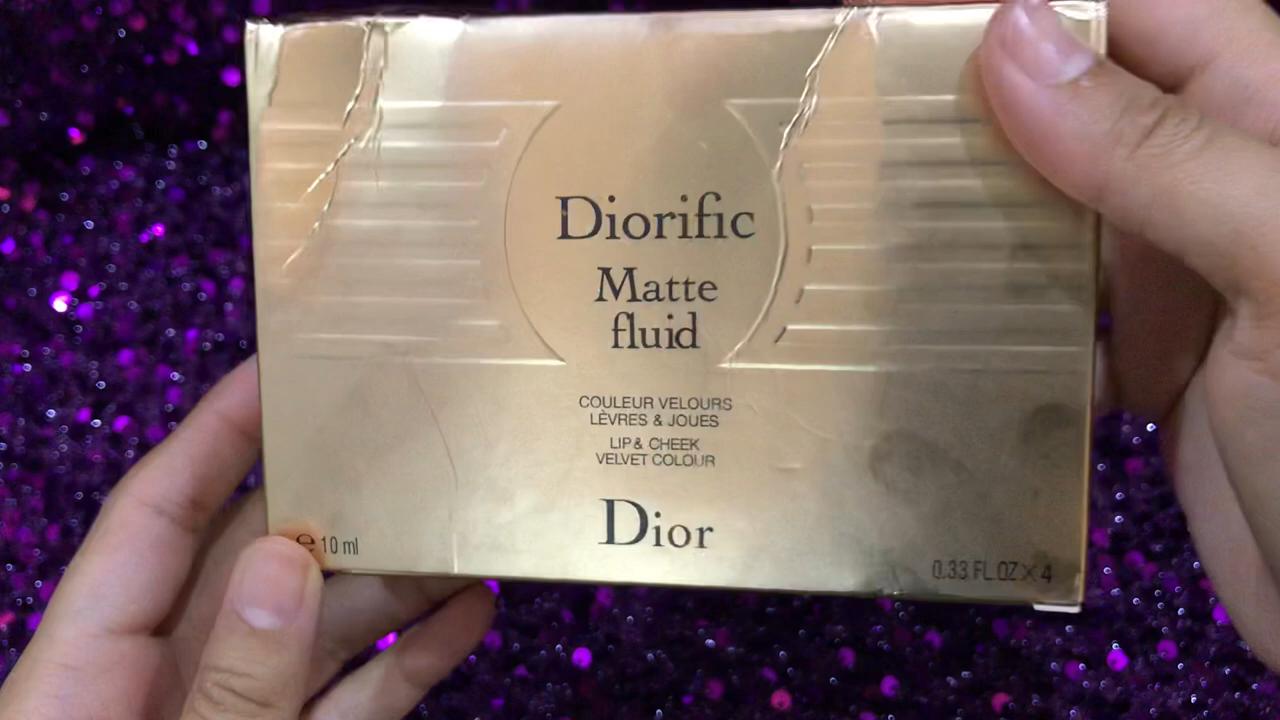 Diorific
Matte
fluid
COULEUR VELOURS
LÈVRES & JOUES
LIP & CHEEK
VELVET COLOUR
Dior
℮ 10 ml
0.33 FL.OZ X 4